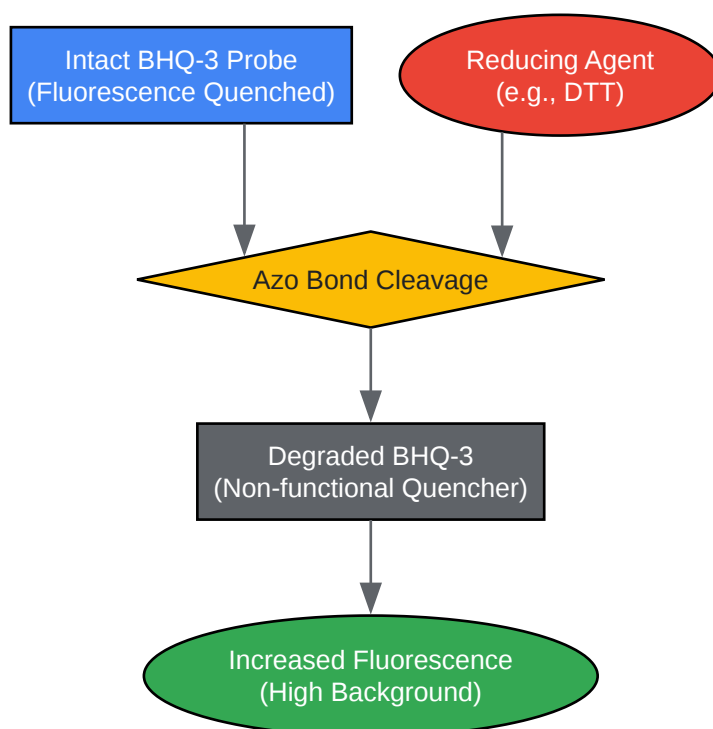 Intact BHQ-3 Probe
(Fluorescence Quenched)
Reducing Agent
(e.g., DTT)
Azo Bond Cleavage
Degraded BHQ-3
(Non-functional Quencher)
Increased Fluorescence
(High Background)